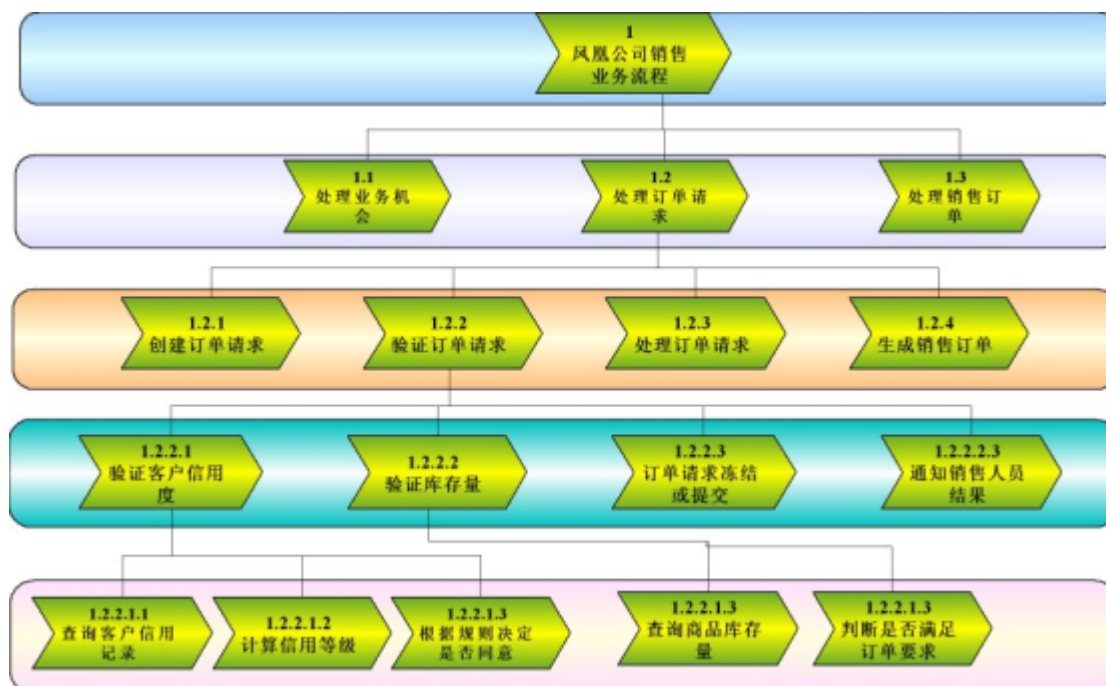 1
凤凰公司销售
业务流程
1.1
处理业务机
会
1.2
处理订单请
求
1.3
处理销售订
单
1.2.1
创建订单请求
1.2.2
验证订单请求
1.2.3
处理订单请求
1.2.4
生成销售订单
1.2.2.1
验证客户信用
度
1.2.2.2
验证库存量
1.2.2.3
订单请求冻结
或提交
1.2.2.2.3
通知销售人员
结果
1.2.2.1.1
查询客户信用
记录
1.2.2.1.2
计算信用等级
1.2.2.1.3
根据规则决定
是否同意
1.2.2.1.3
查询商品库存
量
1.2.2.1.3
判断是否满足
订单要求